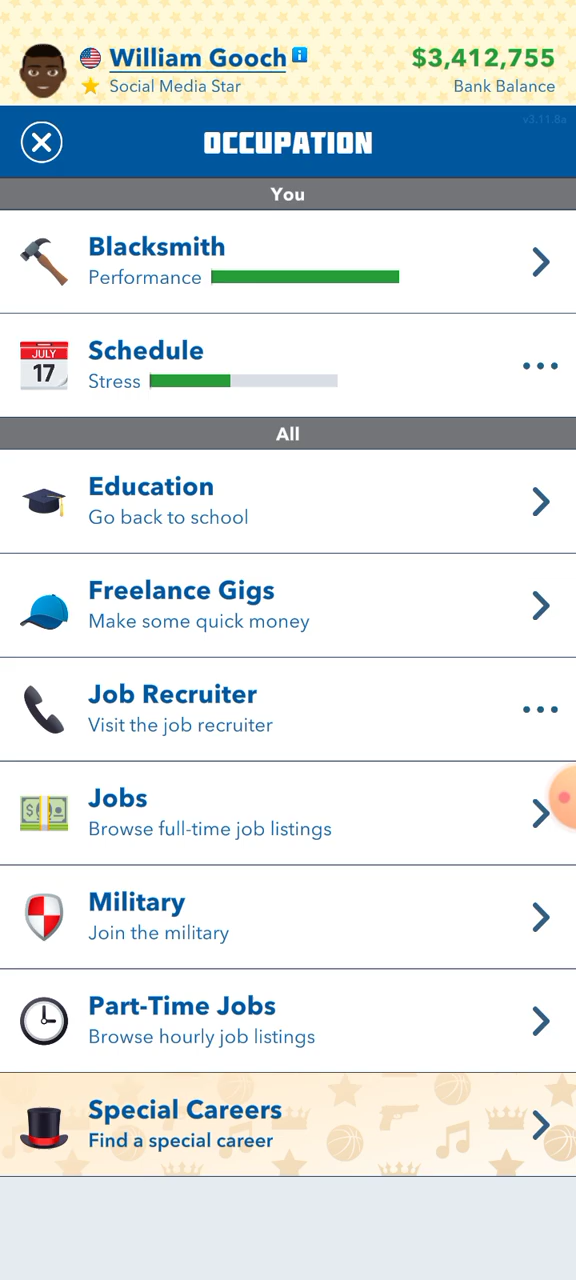 William Gooch
$3,412,755
Social Media Star
Bank Balance
v3.11.8a
OCCUPATION
You
Blacksmith
Performance
JULY
17
Schedule
Stress
All
Education
Go back to school
Freelance Gigs
Make some quick money
Job Recruiter
Visit the job recruiter
Jobs
Browse full-time job listings
Military
Join the military
Part-Time Jobs
Browse hourly job listings
Special Careers
Find a special career